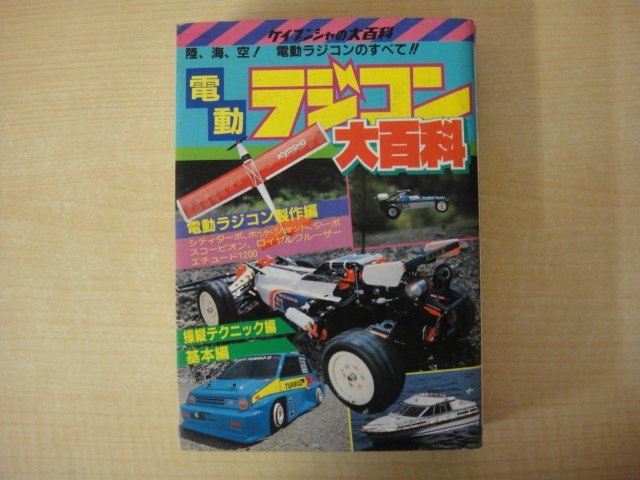 ケイブンシャの大百科
陸、海、空! 電動ラジコンのすべて!!
電動
ラジコン
大百科
KYOSHO
電動ラジコン製作編
シティターボ、ホットショット、ターボ
スコーピオン、ロイヤルクルーザー
エチュード1200
操縦テクニック編
基本編
TURBO